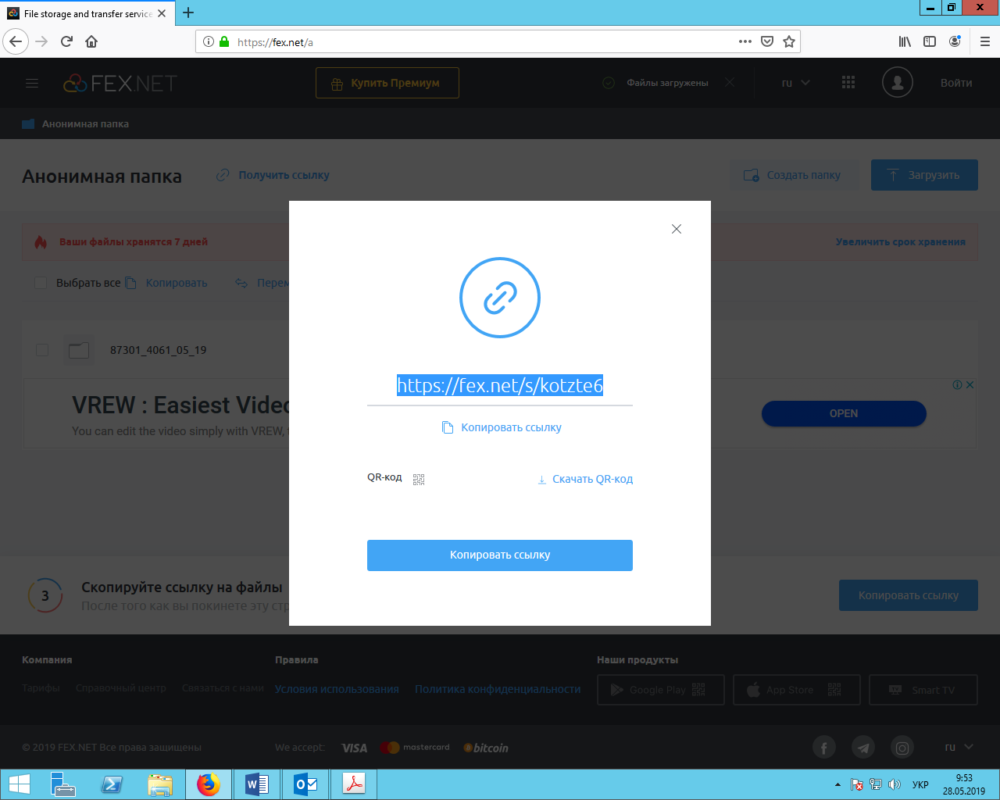 File storage and transfer service
https://fex.net/a
FEX.NET
Купить Премиум
Файлы загружены
ru
Войти
Анонимная папка
Анонимная папка
Получить ссылку
Создать папку
Загрузить
Ваши файлы хранятся 7 дней
Увеличить срок хранения
Выбрать все
Копировать
Перем
87301_4061_05_19
VREW : Easiest Video
You can edit the video simply with VREW,
OPEN
https://fex.net/s/kotzte6
Копировать ссылку
QR-код
Скачать QR-код
Копировать ссылку
3
Скопируйте ссылку на файлы
После того как вы покинете эту стр
Копировать ссылку
Компания
Правила
Наши продукты
Тарифы
Справочный центр
Связаться с нами
Условия использования
Политика конфиденциальности
Google Play
App Store
Smart TV
© 2019 FEX.NET Все права защищены
We accept:
VISA
mastercard
bitcoin
ru
УКР
9:53
28.05.2019